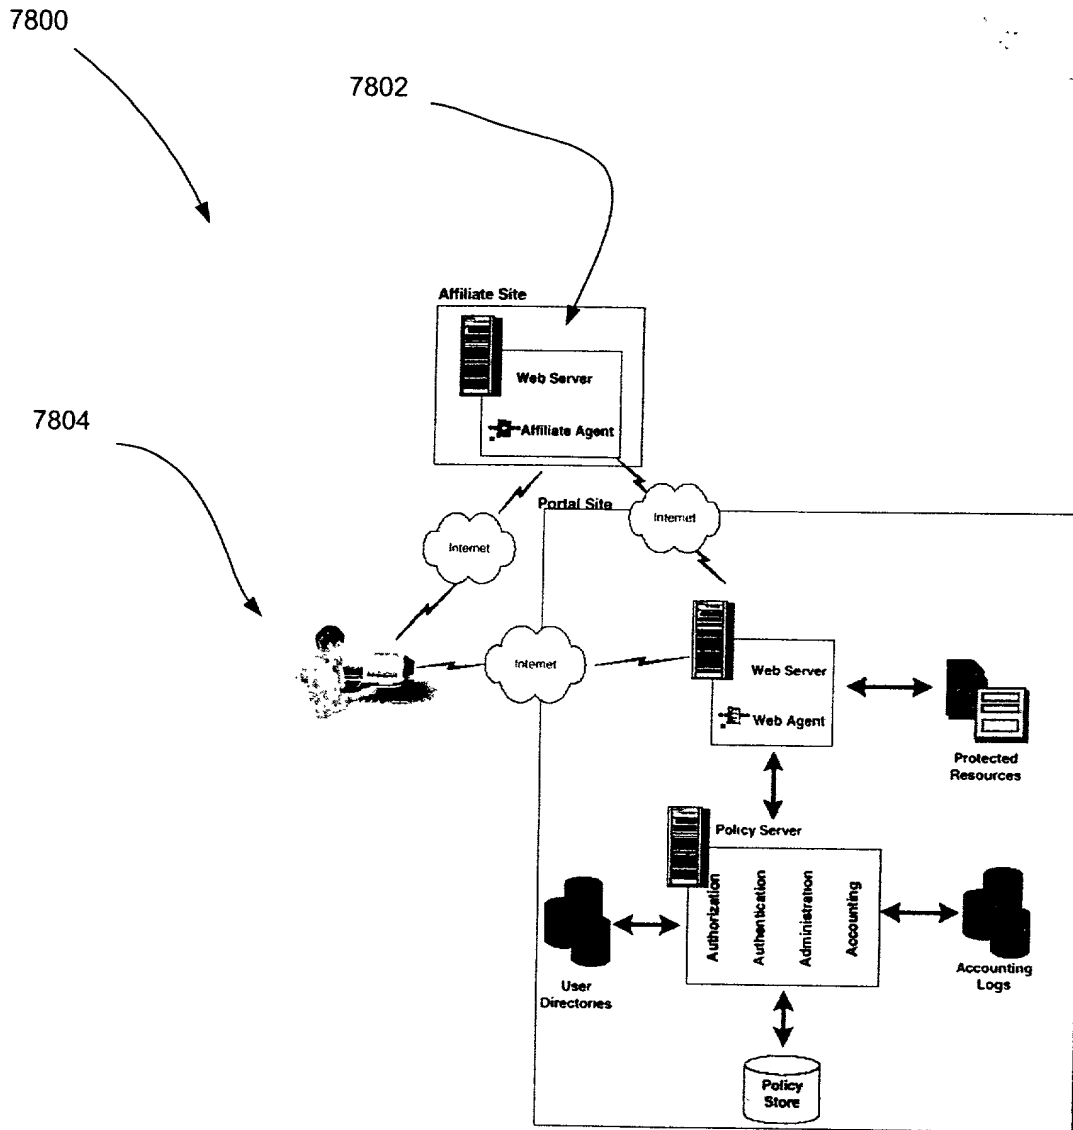 7800
7802
Affiliate Site
Web Server
7804
Affiliate Agent
Portal Site
Internet
Internet
Internet
Web Server
Web Agent
Protected
Resources
Policy Server
Authorization
Authentication
Administration
Accounting
User
Directories
Accounting
Logs
Policy
Store